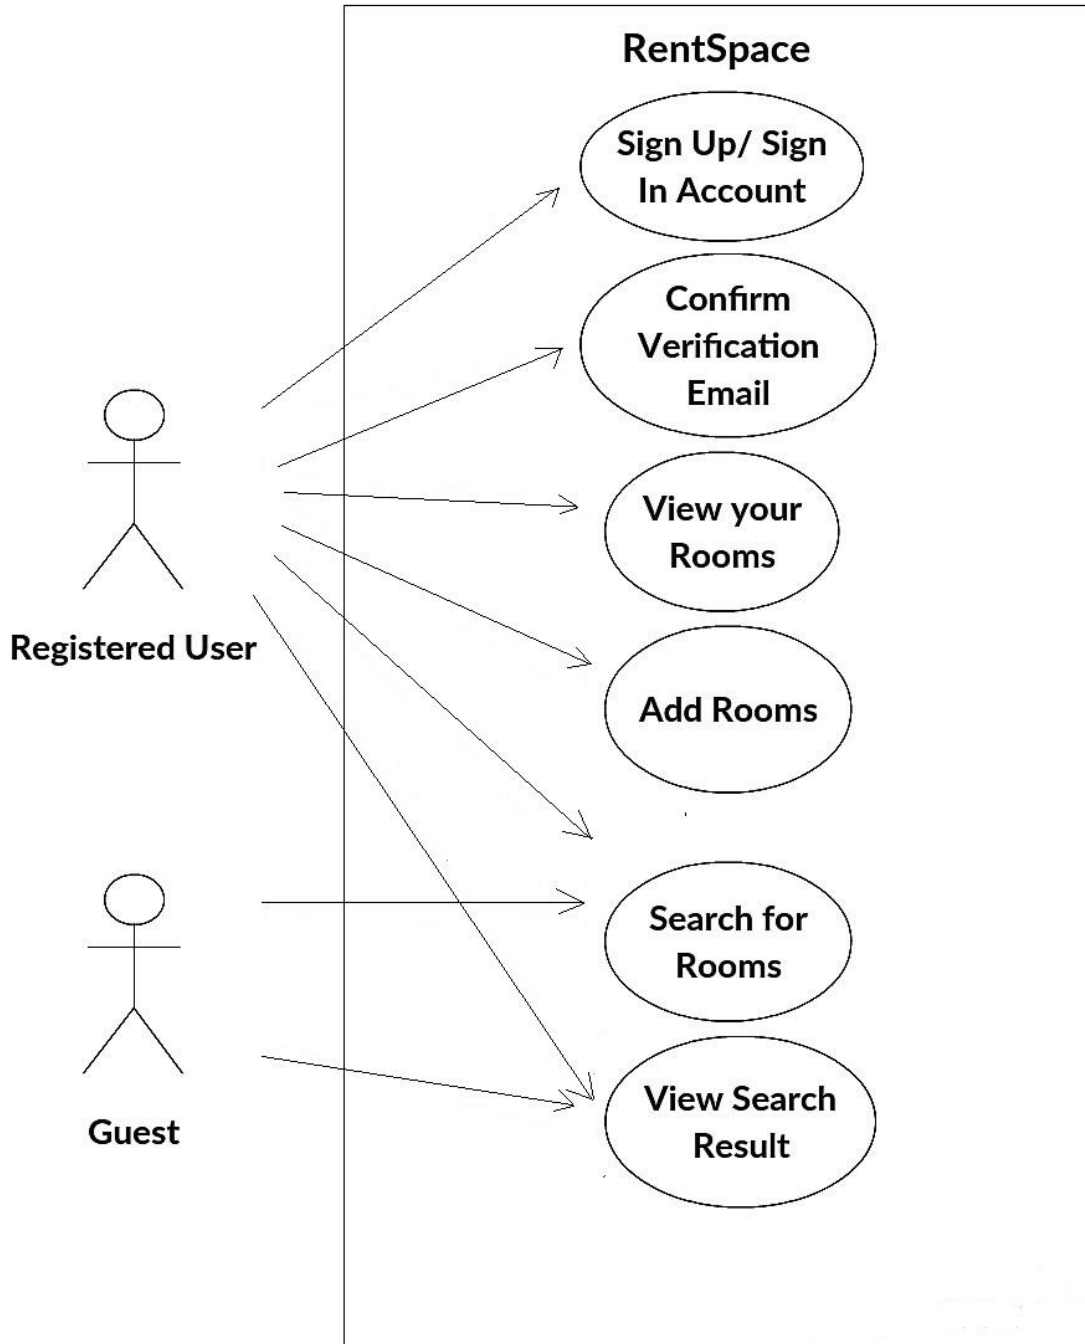 RentSpace
Sign Up/ Sign
In Account
Confirm
Verification
Email
View your
Rooms
Registered User
Add Rooms
Search for
Rooms
View Search
Result
Guest